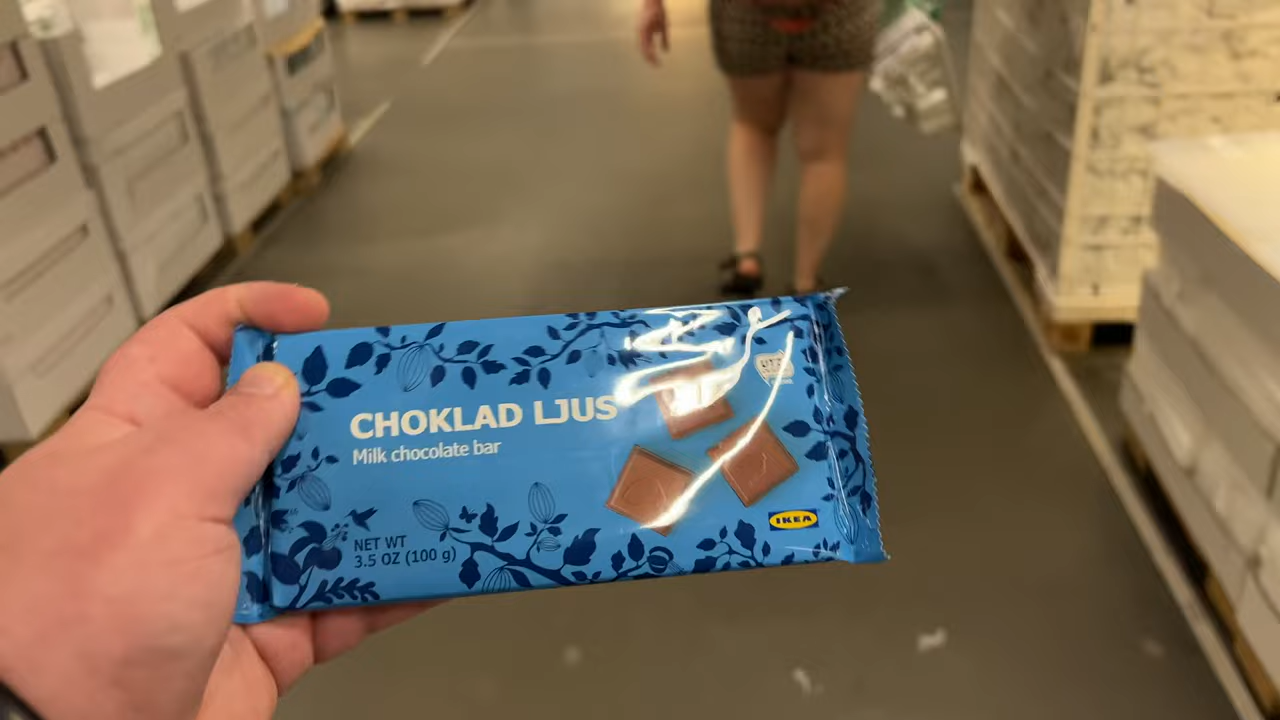 CHOKLAD LJUS
Milk chocolate bar
NET WT
3.5 OZ (100 g)
IKEA